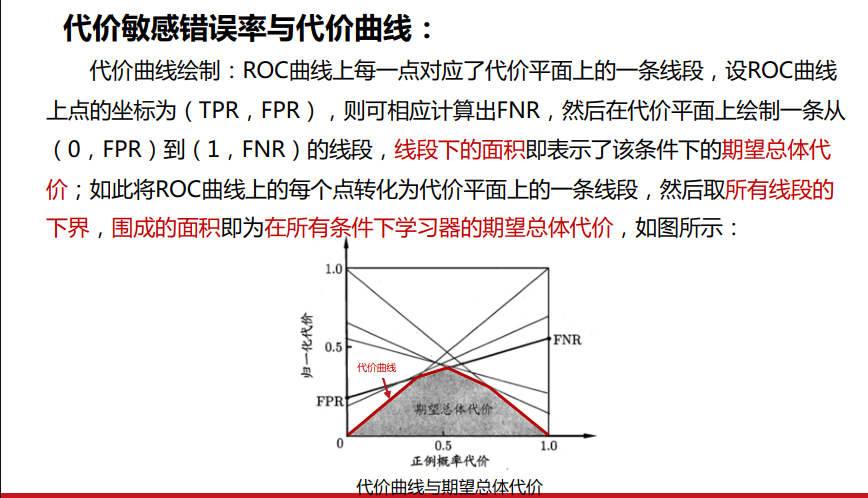 代价敏感错误率与代价曲线：
代价曲线绘制：ROC曲线上每一点对应了代价平面上的一条线段，设ROC曲线
上点的坐标为（TPR，FPR），则可相应计算出FNR，然后在代价平面上绘制一条从
（0，FPR）到（1，FNR）的线段，线段下的面积即表示了该条件下的期望总体代
价；如此将ROC曲线上的每个点转化为代价平面上的一条线段，然后取所有线段的
下界，围成的面积即为在所有条件下学习器的期望总体代价，如图所示：
1.0
归一化代价
0.5
FNR
代价曲线
FPR
期望总体代价
0
0.5
1.0
正例概率代价
代价曲线与期望总体代价